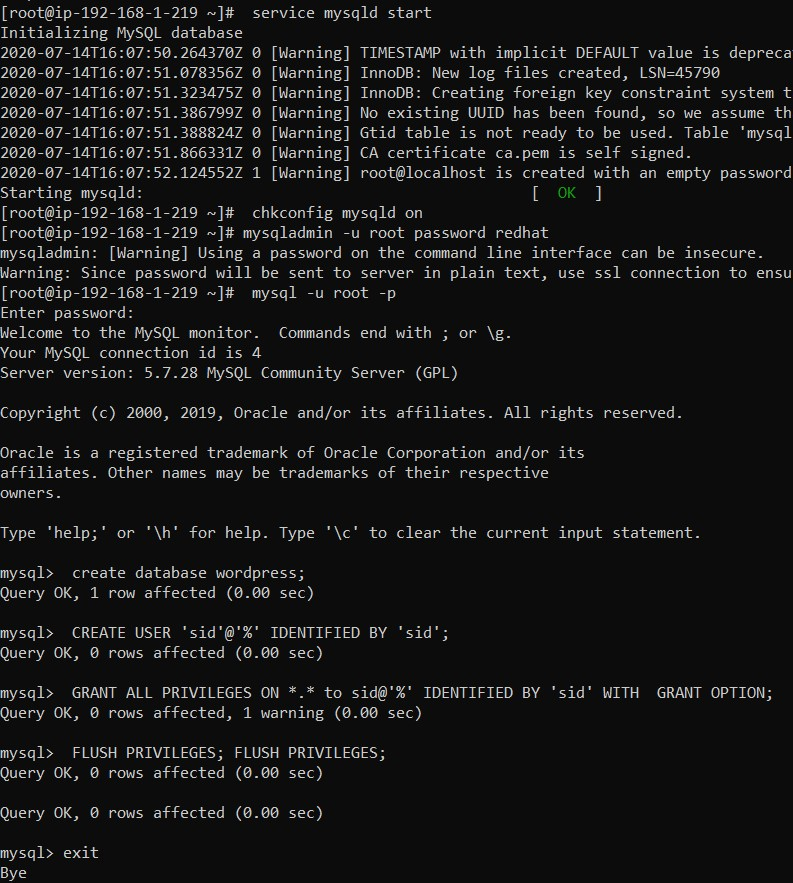 [root@ip-192-168-1-219 ~]#  service mysqld start
Initializing MySQL database
2020-07-14T16:07:50.264370Z 0 [Warning] TIMESTAMP with implicit DEFAULT value is depreca
2020-07-14T16:07:51.078356Z 0 [Warning] InnoDB: New log files created, LSN=45790
2020-07-14T16:07:51.323475Z 0 [Warning] InnoDB: Creating foreign key constraint system t
2020-07-14T16:07:51.386799Z 0 [Warning] No existing UUID has been found, so we assume th
2020-07-14T16:07:51.388824Z 0 [Warning] Gtid table is not ready to be used. Table 'mysql
2020-07-14T16:07:51.866331Z 0 [Warning] CA certificate ca.pem is self signed.
2020-07-14T16:07:52.124552Z 1 [Warning] root@localhost is created with an empty password
Starting mysqld:                                           [  OK  ]
[root@ip-192-168-1-219 ~]#  chkconfig mysqld on
[root@ip-192-168-1-219 ~]# mysqladmin -u root password redhat
mysqladmin: [Warning] Using a password on the command line interface can be insecure.
Warning: Since password will be sent to server in plain text, use ssl connection to ensu
[root@ip-192-168-1-219 ~]#  mysql -u root -p
Enter password:
Welcome to the MySQL monitor.  Commands end with ; or \g.
Your MySQL connection id is 4
Server version: 5.7.28 MySQL Community Server (GPL)

Copyright (c) 2000, 2019, Oracle and/or its affiliates. All rights reserved.

Oracle is a registered trademark of Oracle Corporation and/or its
affiliates. Other names may be trademarks of their respective
owners.

Type 'help;' or '\h' for help. Type '\c' to clear the current input statement.

mysql>  create database wordpress;
Query OK, 1 row affected (0.00 sec)

mysql>  CREATE USER 'sid'@'%' IDENTIFIED BY 'sid';
Query OK, 0 rows affected (0.00 sec)

mysql>  GRANT ALL PRIVILEGES ON *.* to sid@'%' IDENTIFIED BY 'sid' WITH  GRANT OPTION;
Query OK, 0 rows affected, 1 warning (0.00 sec)

mysql>  FLUSH PRIVILEGES; FLUSH PRIVILEGES;
Query OK, 0 rows affected (0.00 sec)

Query OK, 0 rows affected (0.00 sec)

mysql> exit
Bye